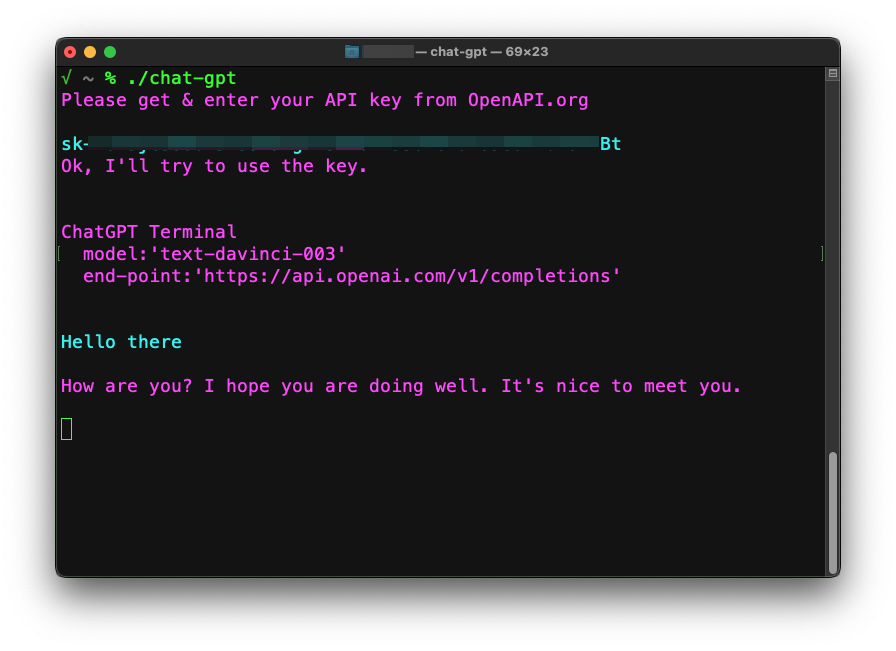 — chat-gpt — 69×23
√ ~ % ./chat-gpt
Please get & enter your API key from OpenAPI.org
sk- Bt
Ok, I'll try to use the key.
ChatGPT Terminal
[ model:'text-davinci-003' ]
end-point:'https://api.openai.com/v1/completions'
Hello there
How are you? I hope you are doing well. It's nice to meet you.